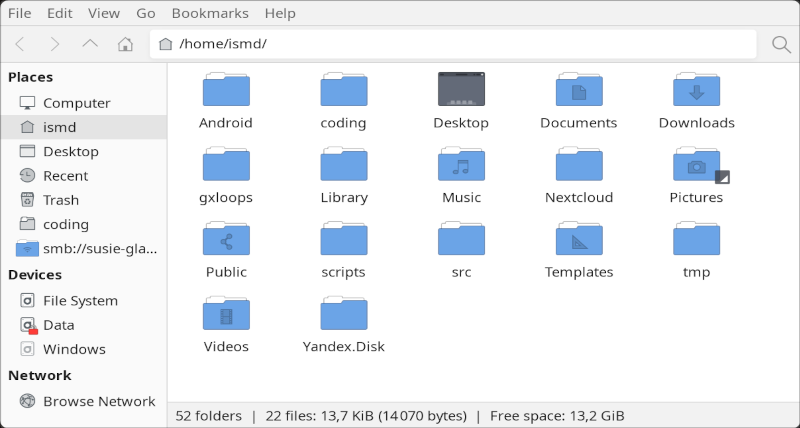 File Edit View Go Bookmarks Help
/home/ismd/
Places
Computer
ismd
Desktop
Recent
Trash
coding
smb://susie-gla...
Devices
File System
Data
Windows
Network
Browse Network
Android coding Desktop Documents Downloads
gxloops Library Music Nextcloud Pictures
Public scripts src Templates tmp
Videos Yandex.Disk
52 folders | 22 files: 13,7 KiB (14 070 bytes) | Free space: 13,2 GiB